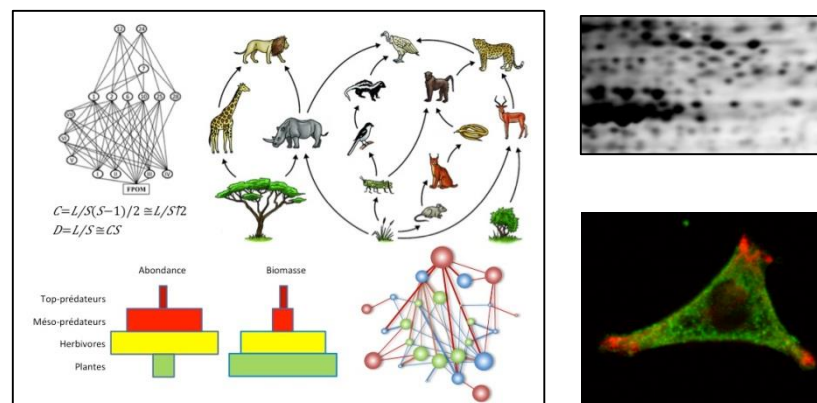 FPOM
C=L/S(S−1)/2 ≅ L/S↑2
D=L/S≅CS
Abondance
Biomasse
Top-prédateurs
Méso-prédateurs
Herbivores
Plantes